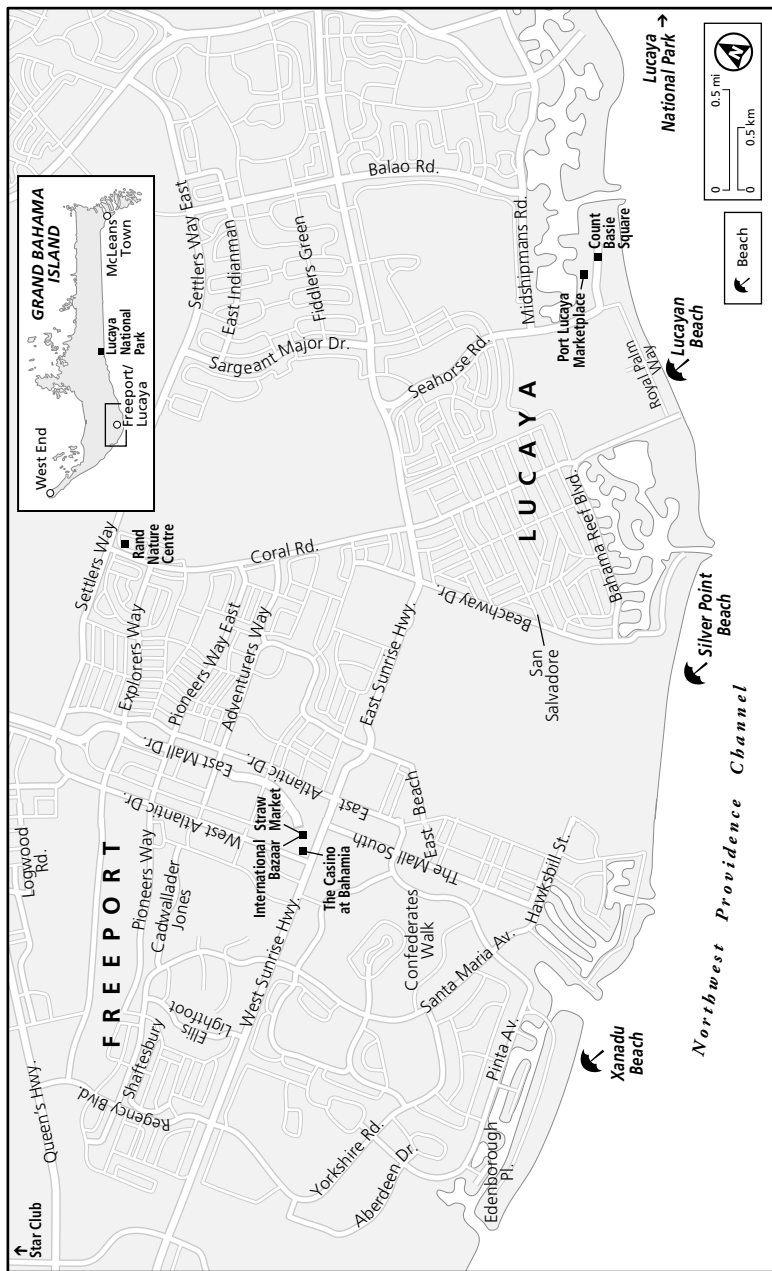 ↑
Star Club
Queen's Hwy.
Logwood
Rd.
FREEPORT
Regency Blvd.
Shaftesbury
Ellis
Lightfoot
Pioneers Way
Cadwallader
Jones
West Atlantic Dr.
East Mall Dr.
Explorers Way
Settlers Way
Pioneers Way East
Adventurers Way
Rand
Nature
Centre
Coral Rd.
International
Bazaar
Straw
Market
The Casino
at Bahamia
West Sunrise Hwy.
East Sunrise Hwy.
East Atlantic Dr.
The Mall South
East Beach
Confederates
Walk
Santa Maria Av.
Hawksbill St.
Yorkshire Rd.
Aberdeen Dr.
Pinta Av.
Edenborough
Pl.
Xanadu
Beach
GRAND BAHAMA
ISLAND
West End
Freeport/
Lucaya
Lucaya
National
Park
McLeans
Town
Settlers Way East
East Indianman
Fiddlers Green
Sargeant Major Dr.
Balao Rd.
Seahorse Rd.
Midshipmans Rd.
LUCAYA
Beachway Dr.
San
Salvadore
Bahama Reef Blvd.
Royal Palm
Way
Port Lucaya
Marketplace
Count
Basie
Square
Lucayan
Beach
Silver Point
Beach
Northwest Providence Channel
Lucaya
National Park
→
Beach
0 0.5 mi
0 0.5 km
N